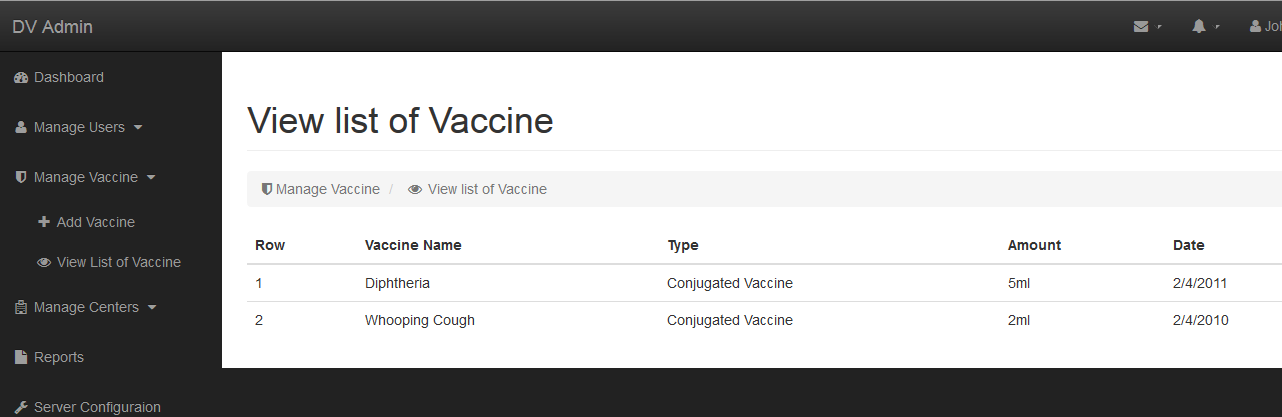 DV Admin
Dashboard
Manage Users
Manage Vaccine
Add Vaccine
View List of Vaccine
Manage Centers
Reports
Server Configuraion
View list of Vaccine
Manage Vaccine / View list of Vaccine
Row Vaccine Name Type Amount Date
1 Diphtheria Conjugated Vaccine 5ml 2/4/2011
2 Whooping Cough Conjugated Vaccine 2ml 2/4/2010